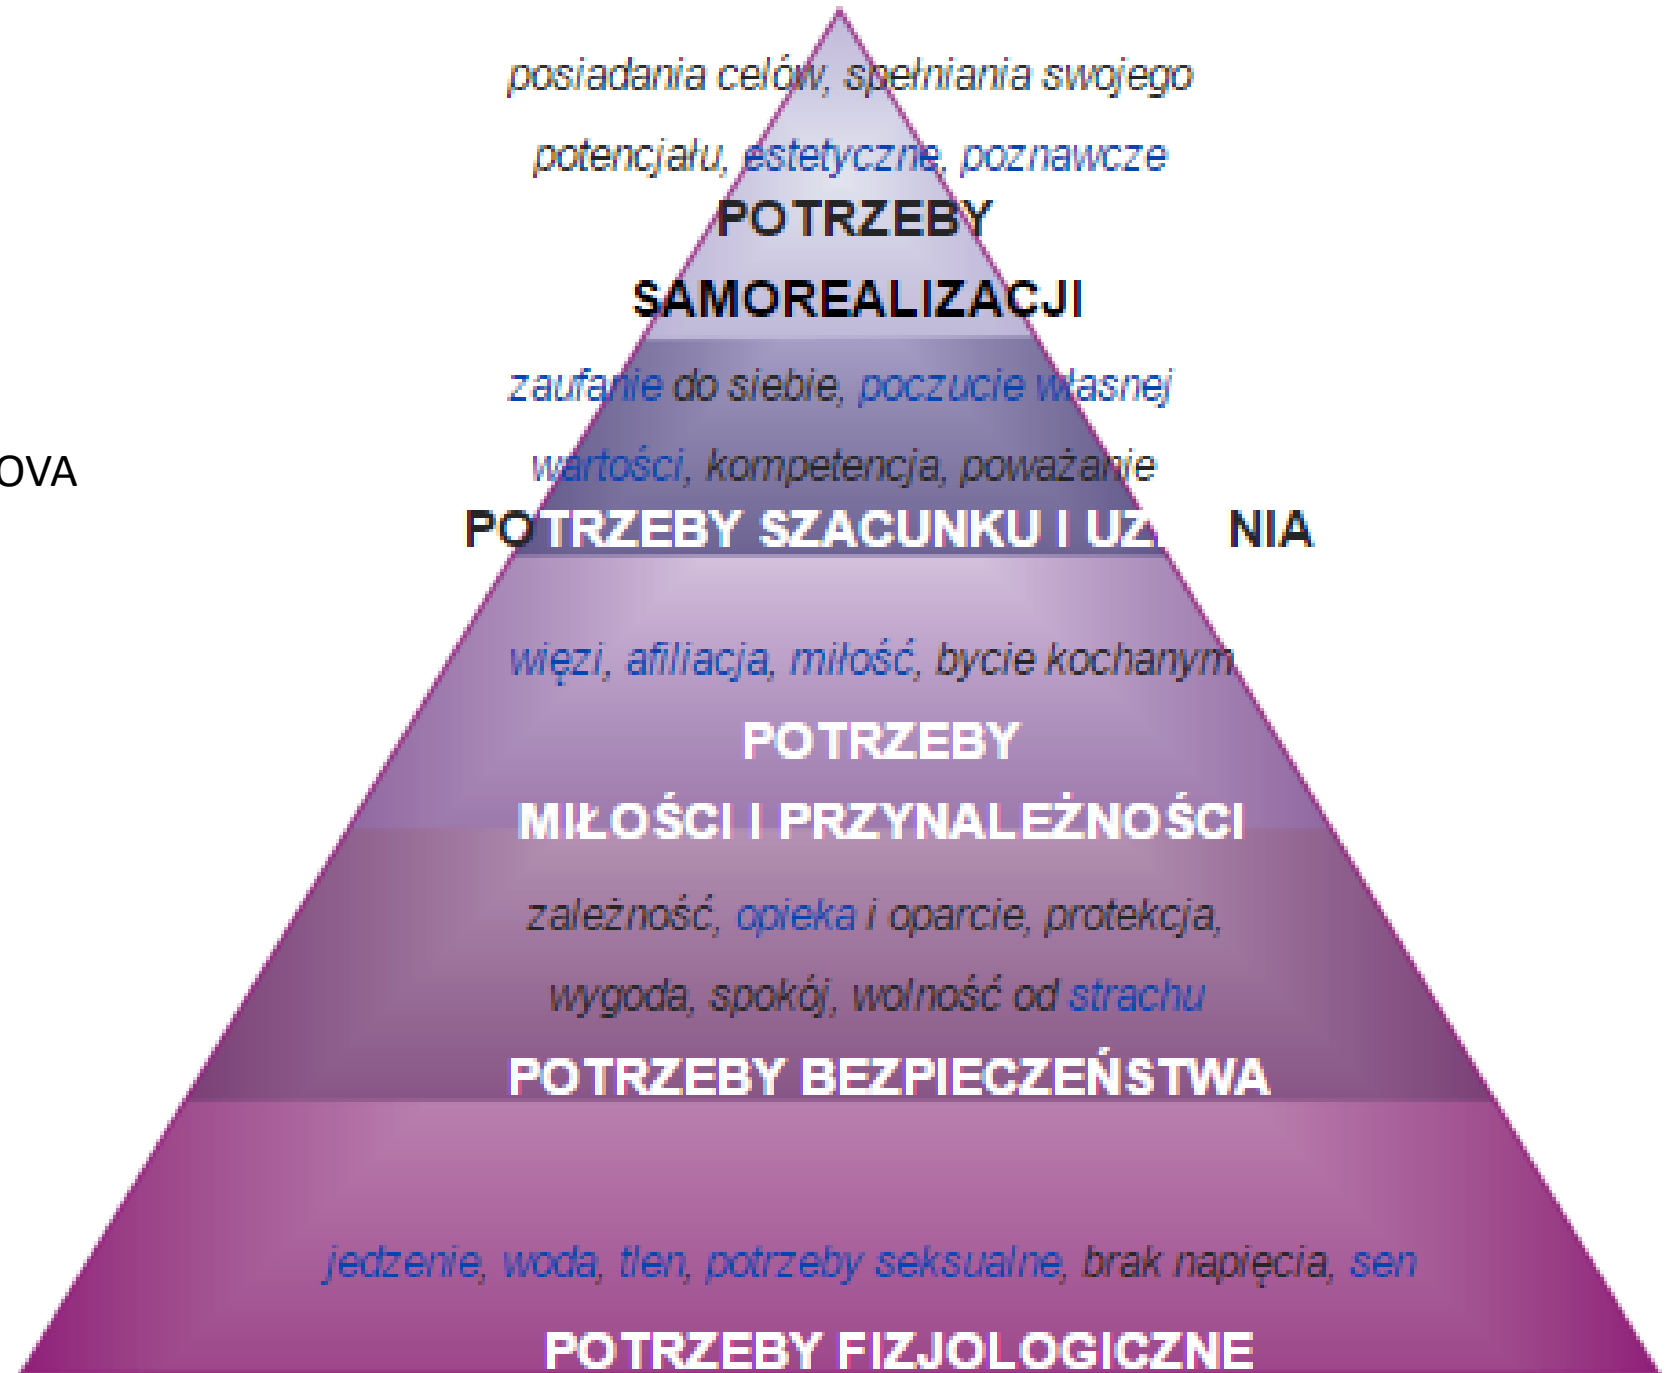 posiadania celów, spełniania swojego
potencjału, estetyczne, poznawcze
POTRZEBY
SAMOREALIZACJI
zaufanie do siebie, poczucie własnej
wartości, kompetencja, poważanie
OVA
POTRZEBY SZACUNKU I UZ NIA
więzi, afiliacja, miłość, bycie kochanym
POTRZEBY
MIŁOŚCI I PRZYNALEŻNOŚCI
zależność, opieka i oparcie, protekcja,
wygoda, spokój, wolność od strachu
POTRZEBY BEZPIECZEŃSTWA
jedzenie, woda, tlen, potrzeby seksualne, brak napięcia, sen
POTRZEBY FIZJOLOGICZNE